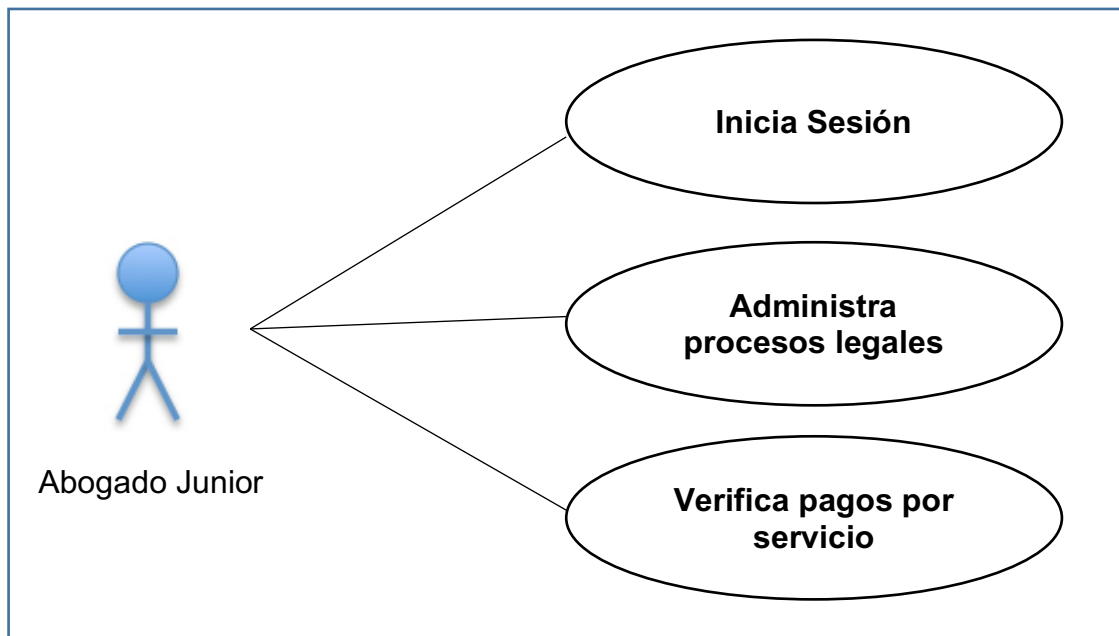 Inicia Sesión
Administra
procesos legales
Abogado Junior
Verifica pagos por
servicio